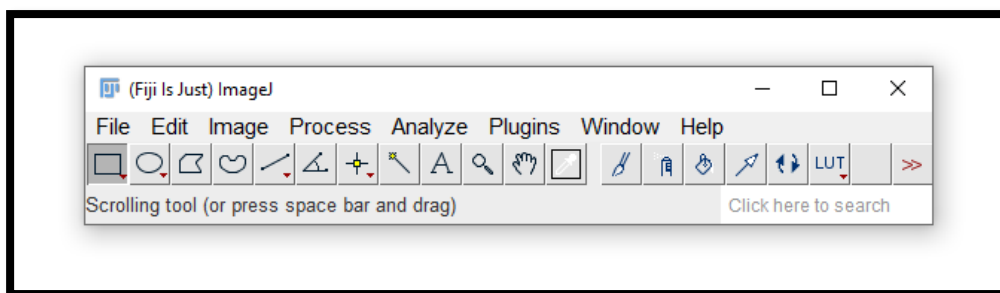 (Fiji Is Just) ImageJ
File Edit Image Process Analyze Plugins Window Help
A LUT >>
Scrolling tool (or press space bar and drag) Click here to search